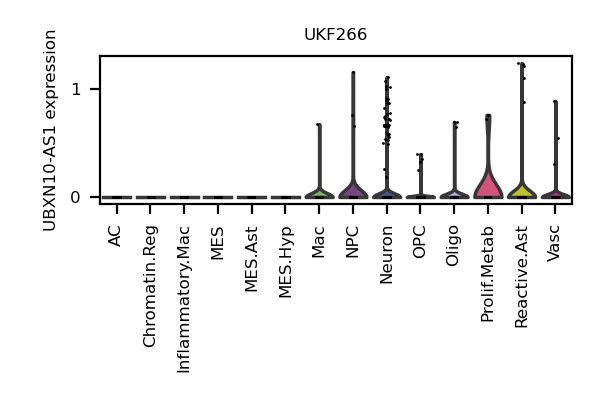 UKF266
UBXN10-AS1 expression
1
0
AC
Chromatin.Reg
Inflammatory.Mac
MES
MES.Ast
MES.Hyp
Mac
NPC
Neuron
OPC
Oligo
Prolif.Metab
Reactive.Ast
Vasc